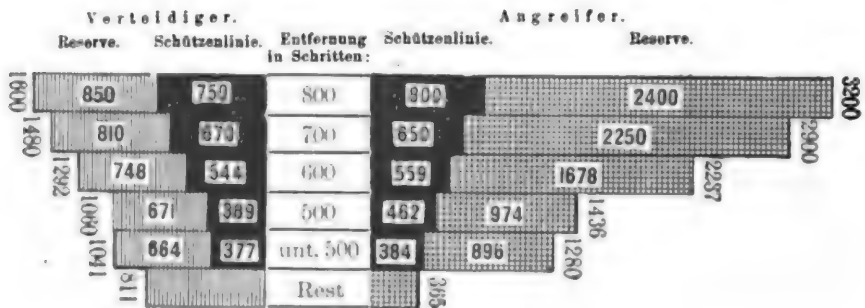 Verteidiger. Angreifer.
Reserve. Schützenlinie. Entfernung Schützenlinie. Reserve.
in Schritten:
1600 850 750 800 800 2400 3200
1480 810 670 700 650 2250 2900
1292 748 544 600 559 1678 2237
1060 671 389 500 462 974 1436
1041 664 377 unt. 500 384 896 1280
811 Rest 365